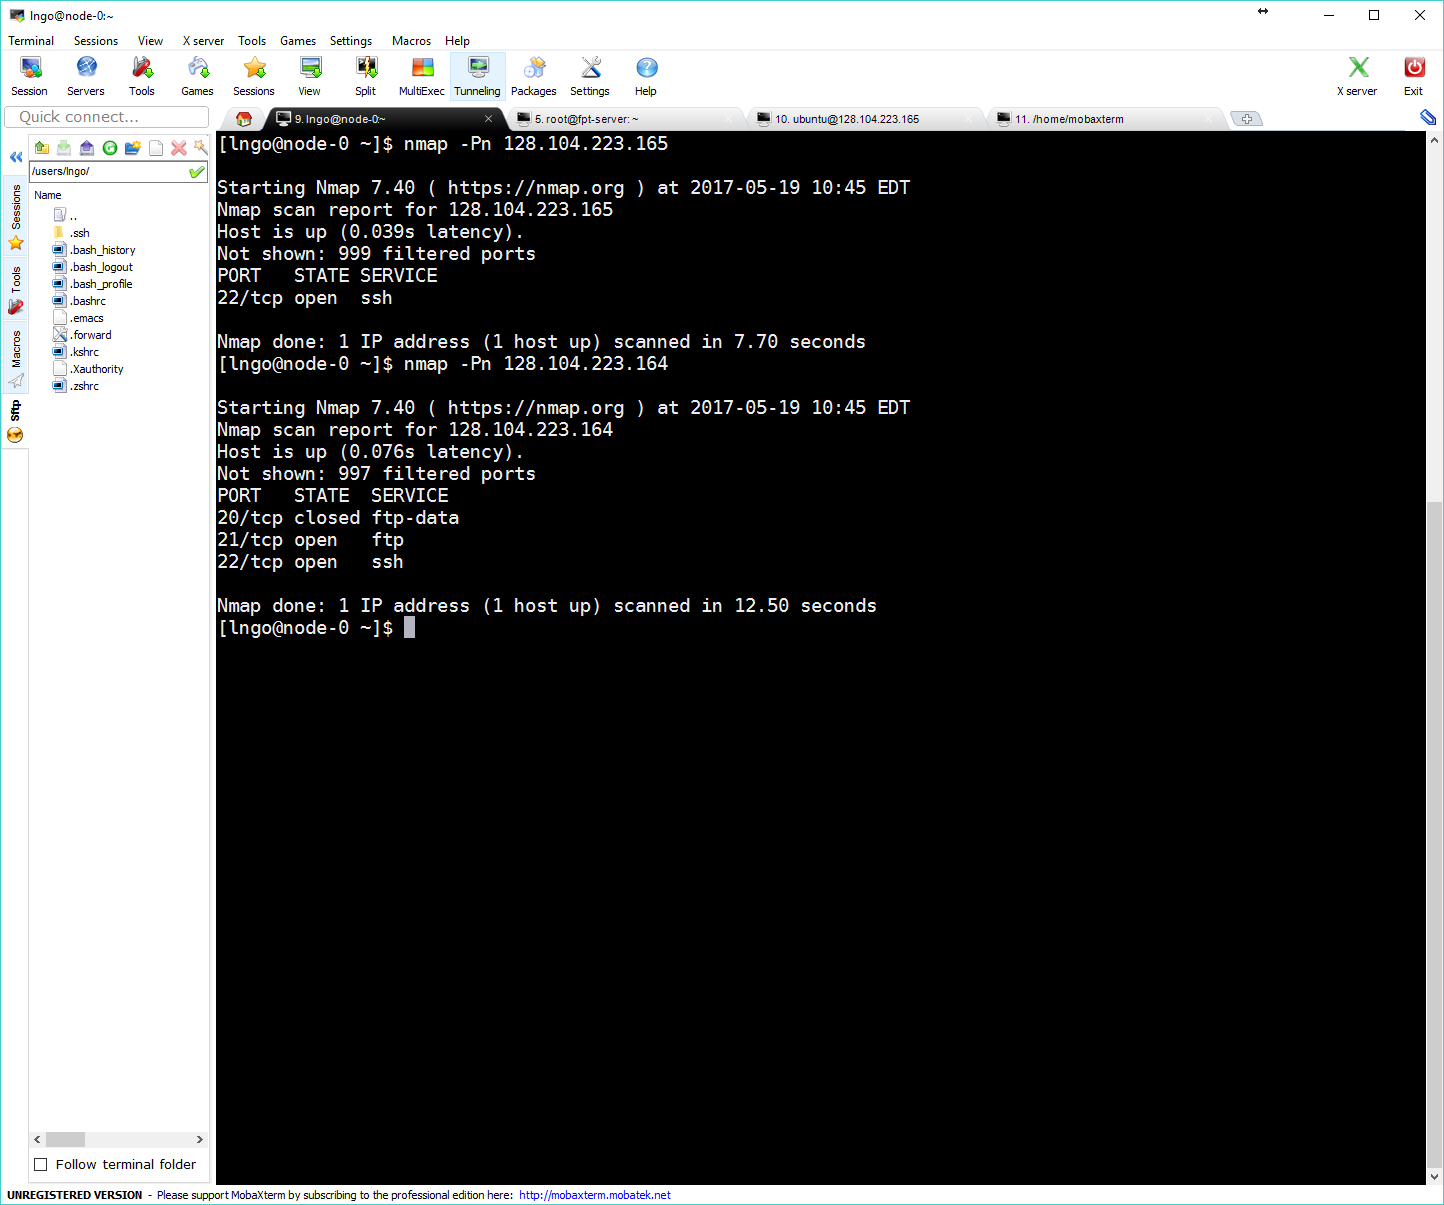 lngo@node-0:~
Terminal Sessions View X server Tools Games Settings Macros Help
Session Servers Tools Games Sessions View Split MultiExec Tunneling Packages Settings Help X server Exit
Quick connect...
9. lngo@node-0:~
5. root@fpt-server: ~
10. ubuntu@128.104.223.165
11. /home/mobaxterm
/users/lngo/
Name
..
.ssh
.bash_history
.bash_logout
.bash_profile
.bashrc
.emacs
.forward
.kshrc
.Xauthority
.zshrc
Sessions
Tools
Macros
Sftp
Follow terminal folder
[lngo@node-0 ~]$ nmap -Pn 128.104.223.165
Starting Nmap 7.40 ( https://nmap.org ) at 2017-05-19 10:45 EDT
Nmap scan report for 128.104.223.165
Host is up (0.039s latency).
Not shown: 999 filtered ports
PORT   STATE SERVICE
22/tcp open  ssh
Nmap done: 1 IP address (1 host up) scanned in 7.70 seconds
[lngo@node-0 ~]$ nmap -Pn 128.104.223.164
Starting Nmap 7.40 ( https://nmap.org ) at 2017-05-19 10:45 EDT
Nmap scan report for 128.104.223.164
Host is up (0.076s latency).
Not shown: 997 filtered ports
PORT   STATE  SERVICE
20/tcp closed ftp-data
21/tcp open   ftp
22/tcp open   ssh
Nmap done: 1 IP address (1 host up) scanned in 12.50 seconds
[lngo@node-0 ~]$
UNREGISTERED VERSION - Please support MobaXterm by subscribing to the professional edition here: http://mobaxterm.mobatek.net